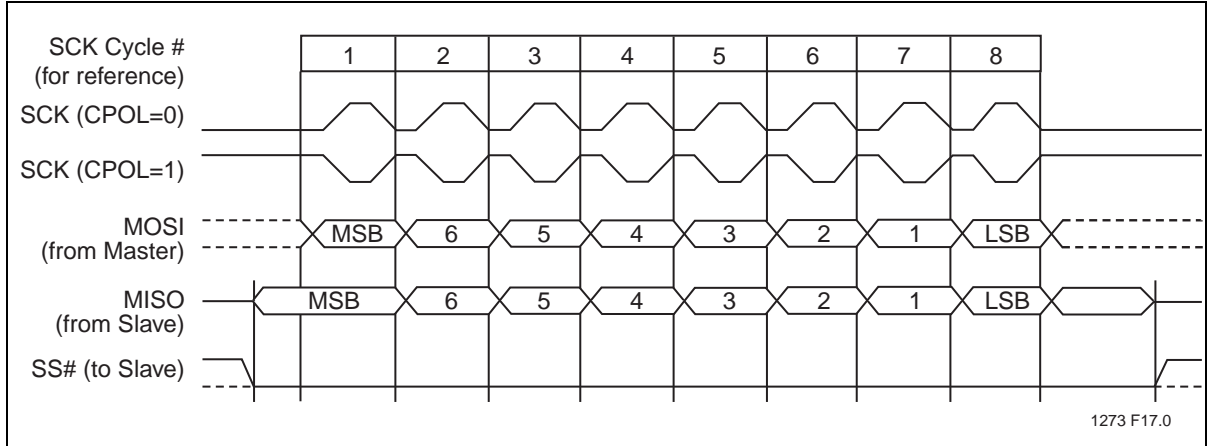 SCK Cycle #
(for reference)
1 2 3 4 5 6 7 8
SCK (CPOL=0)
SCK (CPOL=1)
MOSI
(from Master)
MSB 6 5 4 3 2 1 LSB
MISO
(from Slave)
MSB 6 5 4 3 2 1 LSB
SS# (to Slave)
1273 F17.0